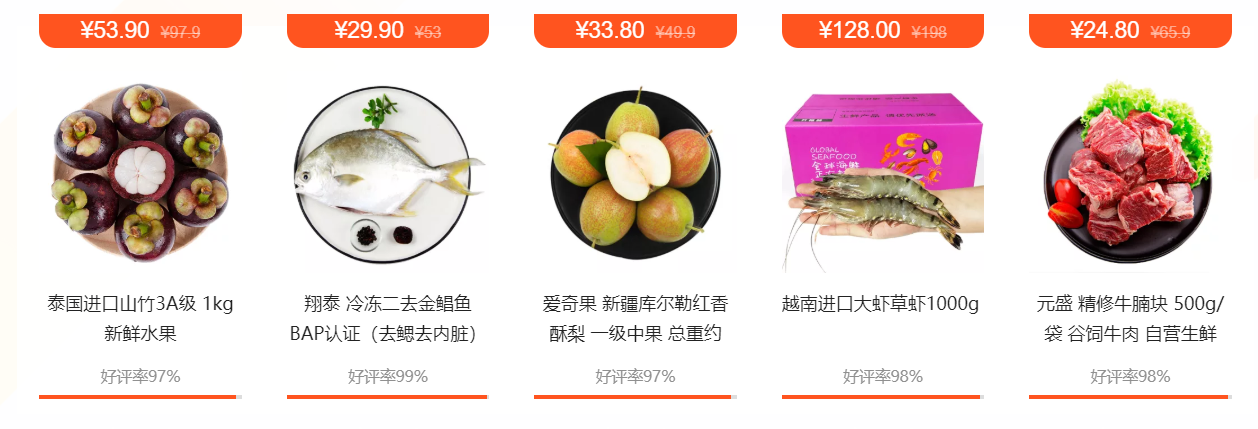 ¥53.90 ¥97.9
¥29.90 ¥53
¥33.80 ¥49.9
¥128.00 ¥198
¥24.80 ¥65.9
GLOBAL
SEAFOOD
全球海鲜
泰国进口山竹3A级 1kg
新鲜水果
翔泰 冷冻二去金鲳鱼
BAP认证（去鳃去内脏）
爱奇果 新疆库尔勒红香
酥梨 一级中果 总重约
越南进口大虾草虾1000g
元盛 精修牛腩块 500g/
袋 谷饲牛肉 自营生鲜
好评率97%
好评率99%
好评率97%
好评率98%
好评率98%